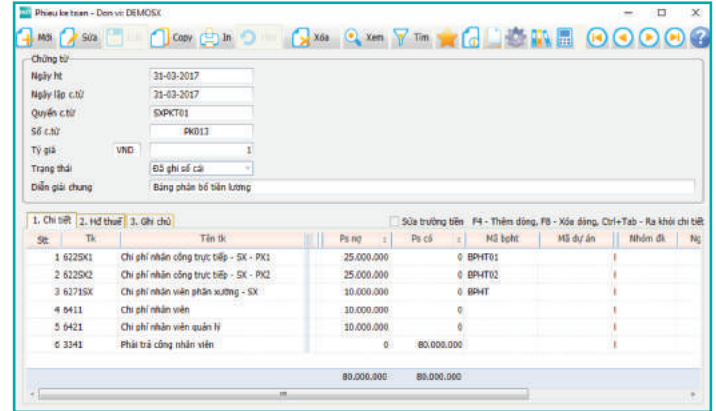 Phieu ke toan - Don vi: DEMOSX
Mới Sửa Copy In Xóa Xem Tìm
Chứng từ
Ngày ht 31-03-2017
Ngày lập c.từ 31-03-2017
Quyển c.từ SXPKT01
Số c.từ PK013
Tỷ giá VND 1
Trạng thái Đã ghi sổ cái
Diễn giải chung Bảng phân bổ tiền lương
1. Chi tiết 2. Hđ thuế 3. Ghi chú Sửa trường tiền F4 - Thêm dòng, F8 - Xóa dòng, Ctrl+Tab - Ra khỏi chi tiết
Stt Tk Tên tk Ps nợ Ps có Mã bpht Mã dự án Nhóm đk Ng
1 622SX1 Chi phí nhân công trực tiếp - SX - PX1 25.000.000 0 BPHT01
2 622SX2 Chi phí nhân công trực tiếp - SX - PX2 25.000.000 0 BPHT02
3 6271SX Chi phí nhân viên phân xưởng - SX 10.000.000 0 BPHT
4 6411 Chi phí nhân viên 10.000.000 0
5 6421 Chi phí nhân viên quản lý 10.000.000 0
6 3341 Phải trả công nhân viên 0 80.000.000
80.000.000 80.000.000